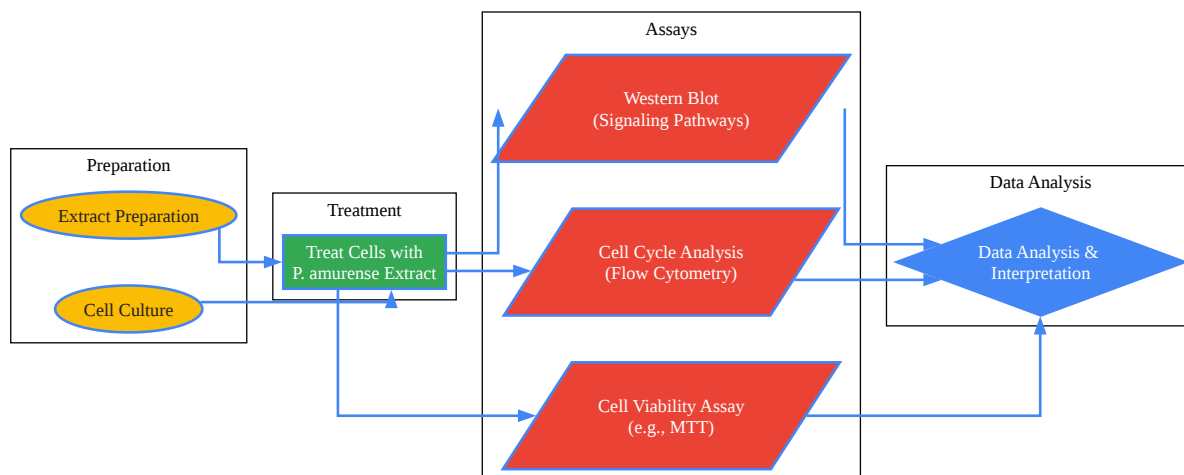 Preparation
Extract Preparation
Cell Culture
Treatment
Treat Cells with
P. amurense Extract
Assays
Western Blot
(Signaling Pathways)
Cell Cycle Analysis
(Flow Cytometry)
Cell Viability Assay
(e.g., MTT)
Data Analysis
Data Analysis &
Interpretation